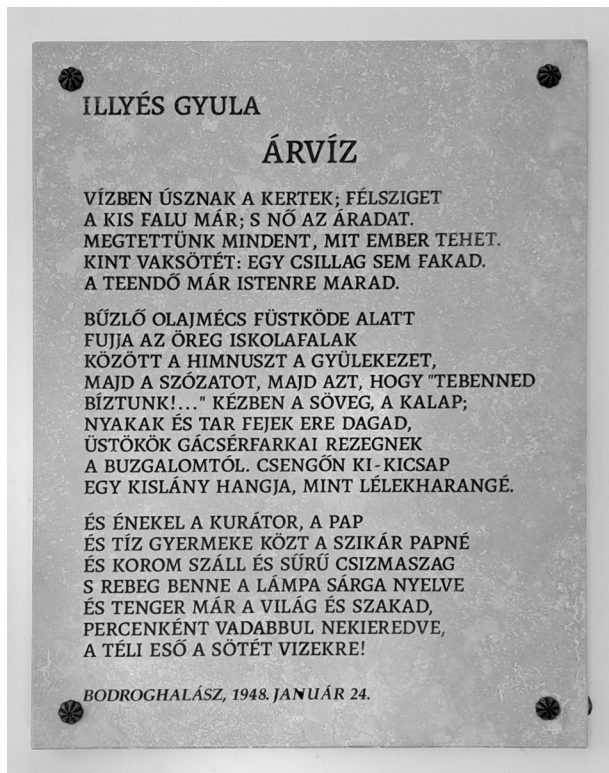 ILLYÉS GYULA
ÁRVÍZ
VÍZBEN ÚSZNAK A KERTEK; FÉLSZIGET
A KIS FALU MÁR; S NŐ AZ ÁRADAT.
MEGTETTÜNK MINDENT, MIT EMBER TEHET.
KINT VAKSÖTÉT: EGY CSILLAG SEM FAKAD.
A TEENDŐ MÁR ISTENRE MARAD.
BŰZLŐ OLAJMÉCS FÜSTKÖDE ALATT
FUJJA AZ ÖREG ISKOLAFALAK
KÖZÖTT A HIMNUSZT A GYÜLEKEZET,
MAJD A SZÓZATOT, MAJD AZT, HOGY "TEBENNED
BÍZTUNK!..." KÉZBEN A SÖVEG, A KALAP;
NYAKAK ÉS TAR FEJEK ERE DAGAD,
ÜSTÖKÖK GÁCSÉRFARKAI REZEGNEK
A BUZGALOMTÓL. CSENGŐN KI-KICSAP
EGY KISLÁNY HANGJA, MINT LÉLEKHARANGÉ.
ÉS ÉNEKEL A KURÁTOR, A PAP
ÉS TÍZ GYERMEKE KÖZT A SZIKÁR PAPNÉ
ÉS KOROM SZÁLL ÉS SŰRŰ CSIZMASZAG
S REBEG BENNE A LÁMPA SÁRGA NYELVE
ÉS TENGER MÁR A VILÁG ÉS SZAKAD,
PERCENKÉNT VADABBUL NEKIEREDVE,
A TÉLI ESŐ A SÖTÉT VIZEKRE!
BODROGHALÁSZ, 1948. JANUÁR 24.